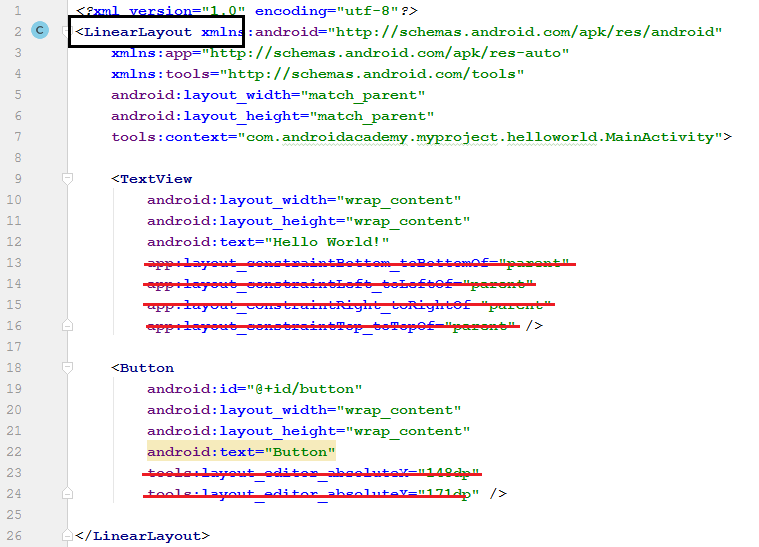 1 <?xml version="1.0" encoding="utf-8"?>
C
2 <LinearLayout xmlns:android="http://schemas.android.com/apk/res/android"
3 xmlns:app="http://schemas.android.com/apk/res-auto"
4 xmlns:tools="http://schemas.android.com/tools"
5 android:layout_width="match_parent"
6 android:layout_height="match_parent"
7 tools:context="com.androidacademy.myproject.helloworld.MainActivity">
8
9 <TextView
10 android:layout_width="wrap_content"
11 android:layout_height="wrap_content"
12 android:text="Hello World!"
13 app:layout_constraintBottom_toBottomOf="parent"
14 app:layout_constraintLeft_toLeftOf="parent"
15 app:layout_constraintRight_toRightOf="parent"
16 app:layout_constraintTop_toTopOf="parent" />
17
18 <Button
19 android:id="@+id/button"
20 android:layout_width="wrap_content"
21 android:layout_height="wrap_content"
22 android:text="Button"
23 tools:layout_editor_absoluteX="148dp"
24 tools:layout_editor_absoluteY="171dp" />
25
26 </LinearLayout>